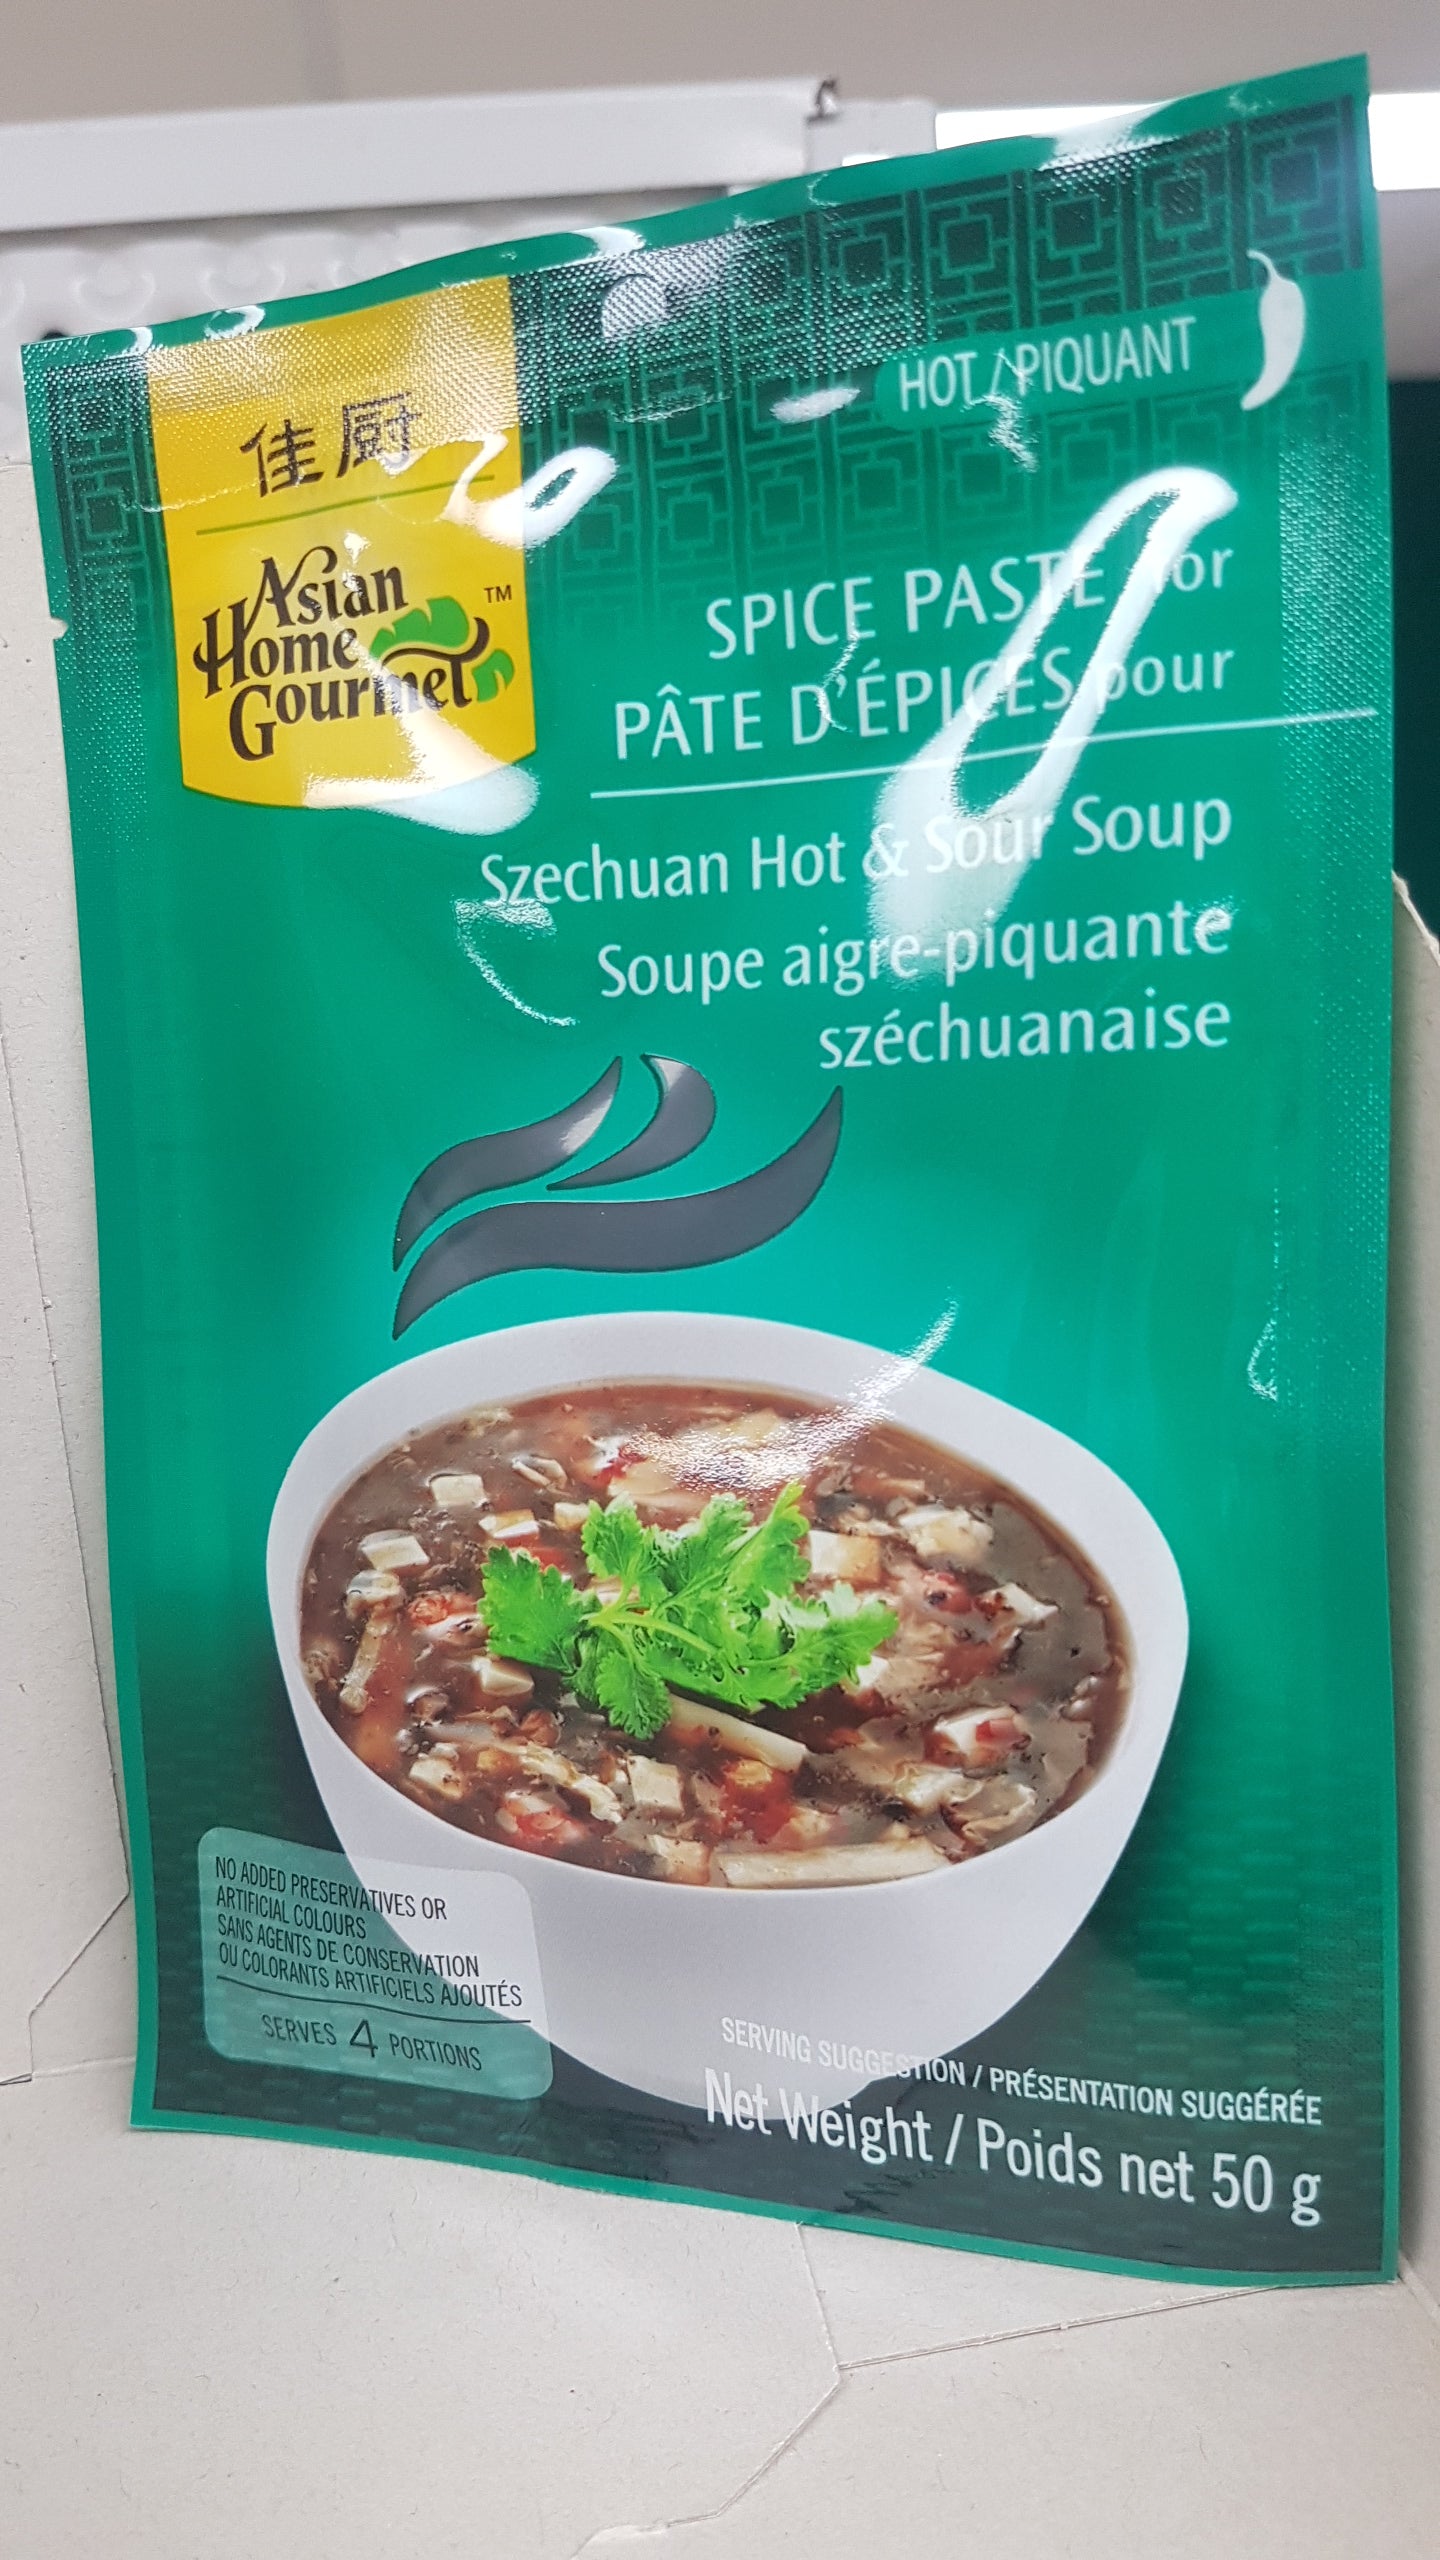 佳厨
Asian
Home
Gourmet
TM
HOT / PIQUANT
SPICE PASTE for
PÂTE D'ÉPICES pour
Szechuan Hot & Sour Soup
Soupe aigre-piquante
széchuanaise
NO ADDED PRESERVATIVES OR
ARTIFICIAL COLOURS
SANS AGENTS DE CONSERVATION
OU COLORANTS ARTIFICIELS AJOUTÉS
SERVES 4 PORTIONS
SERVING SUGGESTION / PRÉSENTATION SUGGÉRÉE
Net Weight / Poids net 50 g